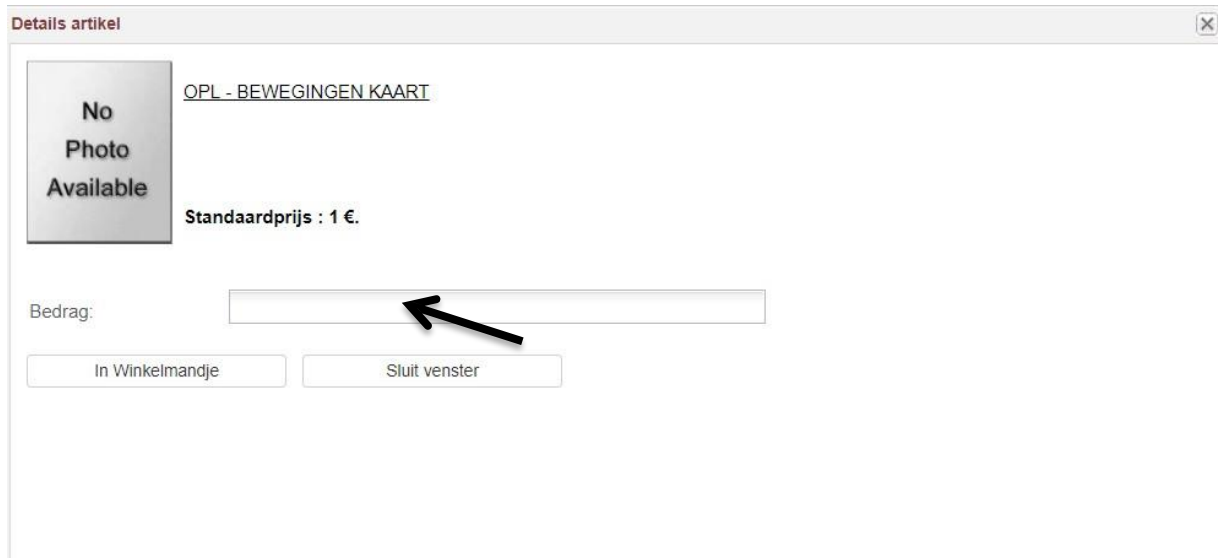 Details artikel
No
Photo
Available
OPL - BEWEGINGEN KAART
Standaardprijs : 1 €.
Bedrag:
In Winkelmandje
Sluit venster